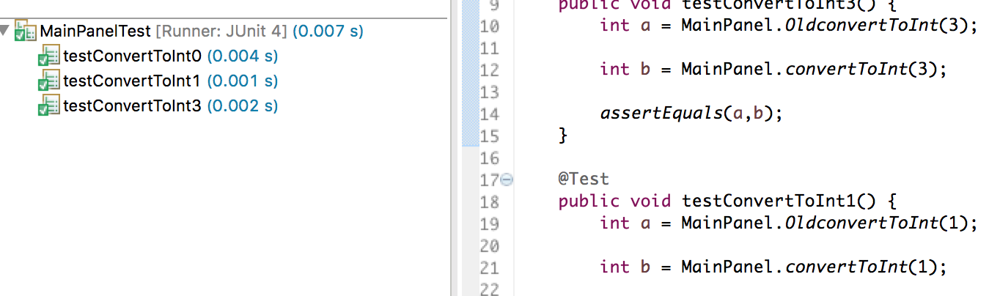 MainPanelTest [Runner: JUnit 4] (0.007 s)
testConvertToInt0 (0.004 s)
testConvertToInt1 (0.001 s)
testConvertToInt3 (0.002 s)
9 public void testConvertToInt3() {
10 int a = MainPanel.OldconvertToInt(3);
11
12 int b = MainPanel.convertToInt(3);
13
14 assertEquals(a,b);
15 }
16
17 @Test
18 public void testConvertToInt1() {
19 int a = MainPanel.OldconvertToInt(1);
20
21 int b = MainPanel.convertToInt(1);
22